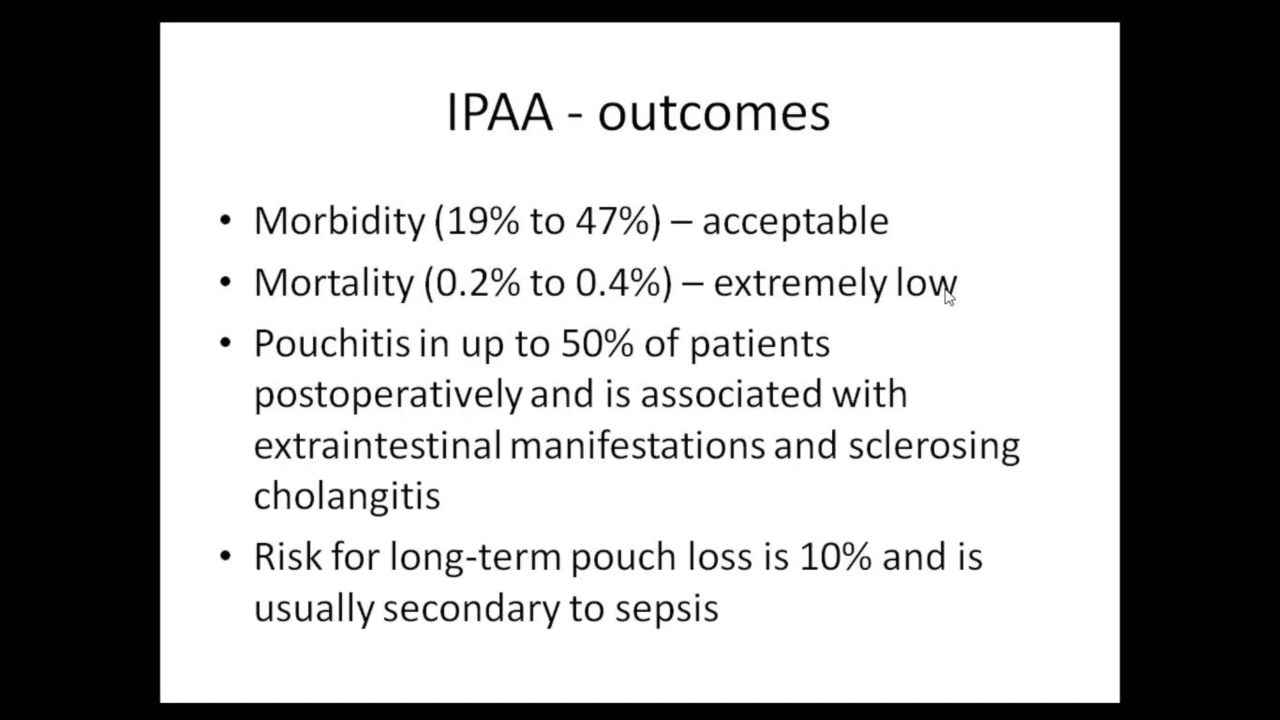 IPAA - outcomes
• Morbidity (19% to 47%) – acceptable
• Mortality (0.2% to 0.4%) – extremely low
• Pouchitis in up to 50% of patients
postoperatively and is associated with
extraintestinal manifestations and sclerosing
cholangitis
• Risk for long-term pouch loss is 10% and is
usually secondary to sepsis